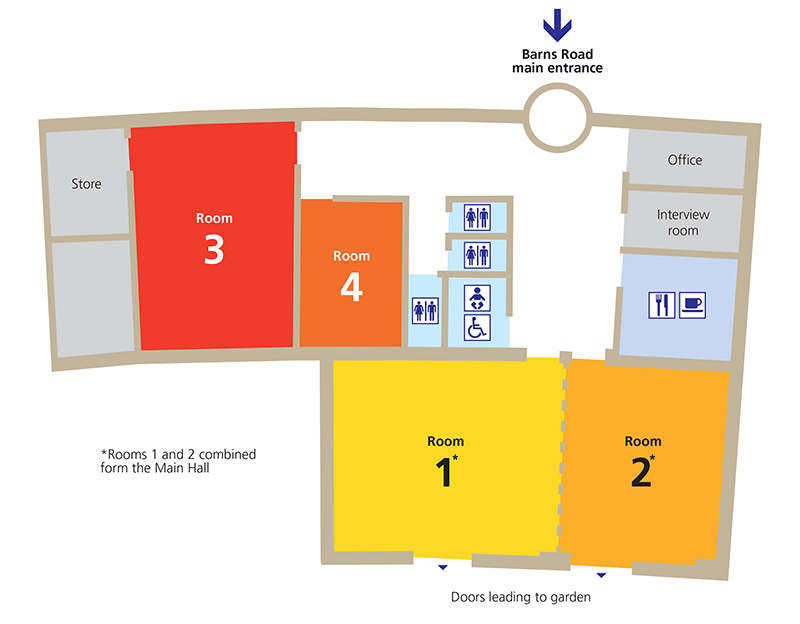 Barns Road
main entrance
Office
Store
Interview
room
Room
3
Room
4
Room
1*
Room
2*
*Rooms 1 and 2 combined
form the Main Hall
Doors leading to garden